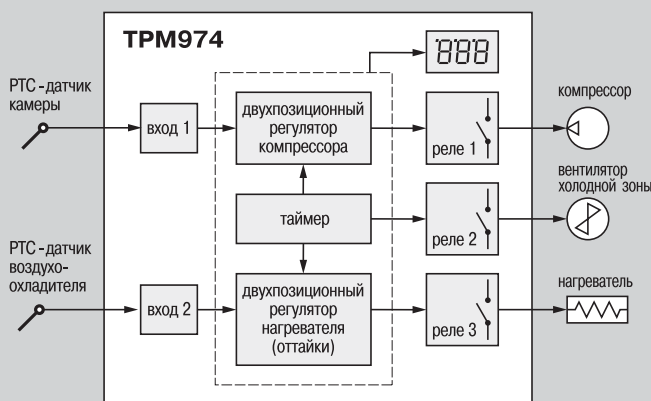 ТРМ974
888
РТС - датчик
камеры
вход 1
двухпозиционный
регулятор
компрессора
реле 1
компрессор
таймер
реле 2
вентилятор
холодной зоны
РТС - датчик
воздухо-
охладителя
вход 2
двухпозиционный
регулятор
нагревателя
(оттайки)
реле 3
нагреватель